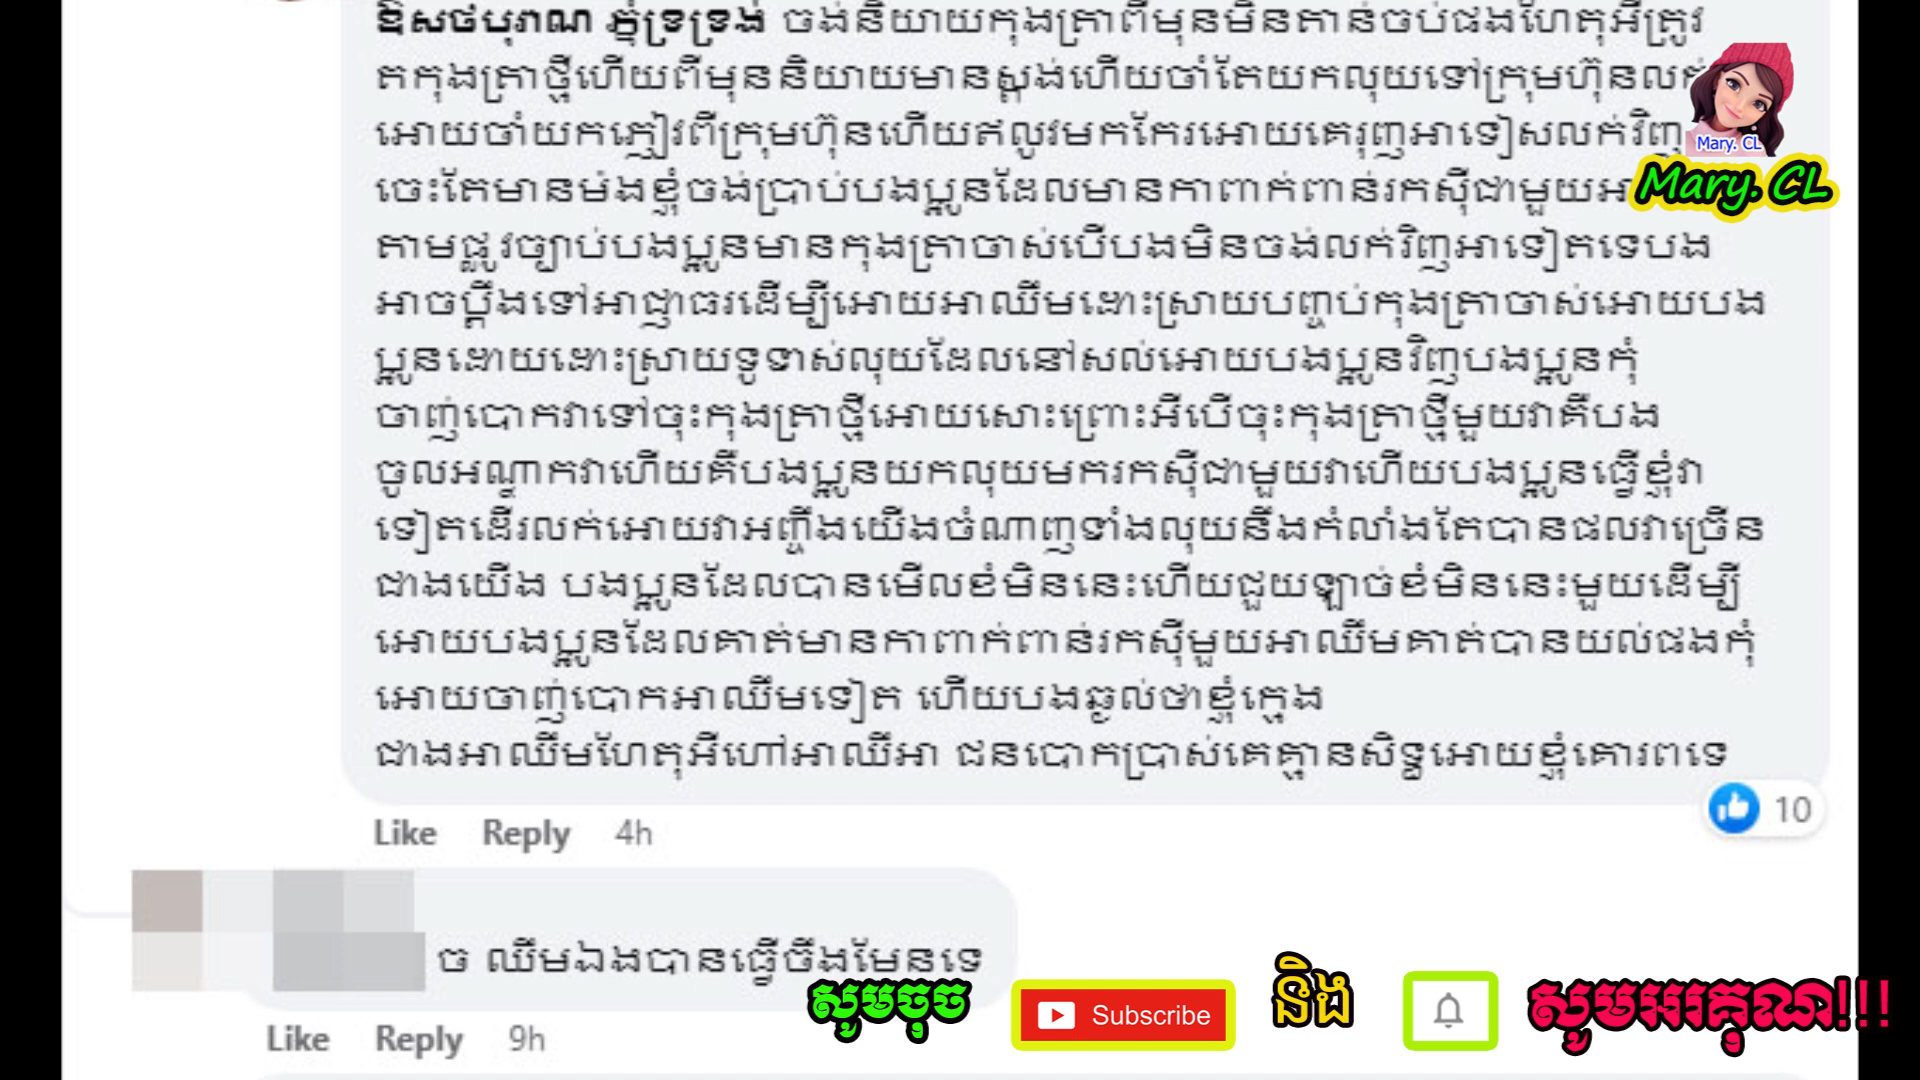 ឱសថបុរាណ ភ្នំទ្រទ្រង់ ចង់និយាយកុងត្រាពីមុនមិនតាន់ចប់ផងហែតុអីត្រូវ
តកុងត្រាថ្មីហើយពីមុននិយាយមានស្តង់ហើយចាំតែយកលុយទៅក្រុមហ៊ុនលក់
អោយចាំយកភ្ញៀវពីក្រុមហ៊ុនហើយឥលូវមកកែរអោយគេរុញអាទៀសលក់វិញ
ចេះតែមានម៉ងខ្ញុំចង់ប្រាប់បងប្អូនដែលមានកាពាក់ពាន់រកស៊ីជាមួយអា
តាមផ្លូវច្បាប់បងប្អូនមានកុងត្រាចាស់បើបងមិនចង់លក់វិញអាទៀតទេបង
អាចប្តឹងទៅអាជ្ញាធរដើម្បីអោយអាឈឹមដោះស្រាយបញ្ចប់កុងត្រាចាស់អោយបង
ប្អូនដោយដោះស្រាយទូទាស់លុយដែលនៅសល់អោយបងប្អូនវិញបងប្អូនកុំ
ចាញ់បោកវាទៅចុះកុងត្រាថ្មីអោយសោះព្រោះអីបើចុះកុងត្រាថ្មីមួយវាគឺបង
ចូលអណ្ឋាកវាហើយគឺបងប្អូនយកលុយមករកស៊ីជាមួយវាហើយបងប្អូនធ្វើខ្ញុំវា
ទៀតដើរលក់អោយវាអញ្ចឹងយើងចំណាញទាំងលុយនឹងកំលាំងតែបានផលវាច្រើន
ជាងយើង បងប្អូនដែលបានមើលខំមិននេះហើយជួយឡាច់ខំមិននេះមួយដើម្បី
អោយបងប្អូនដែលគាត់មានកាពាក់ពាន់រកស៊ីមួយអាឈឹមគាត់បានយល់ផងកុំ
អោយចាញ់បោកអាឈឹមទៀត ហើយបងឆ្ងល់ថាខ្ញុំក្មេង
ជាងអាឈឹមហែតុអីហៅអាឈឹអា ជនបោកប្រាស់គេគ្មានសិទ្ធអោយខ្ញុំគោរពទេ
Mary. CL
Mary. CL
10
Like Reply 4h
ច ឈឹមឯងបានធ្វើចឹងមែនទេ
Like Reply 9h
សូមចុច Subscribe និង សូមអរគុណ!!!